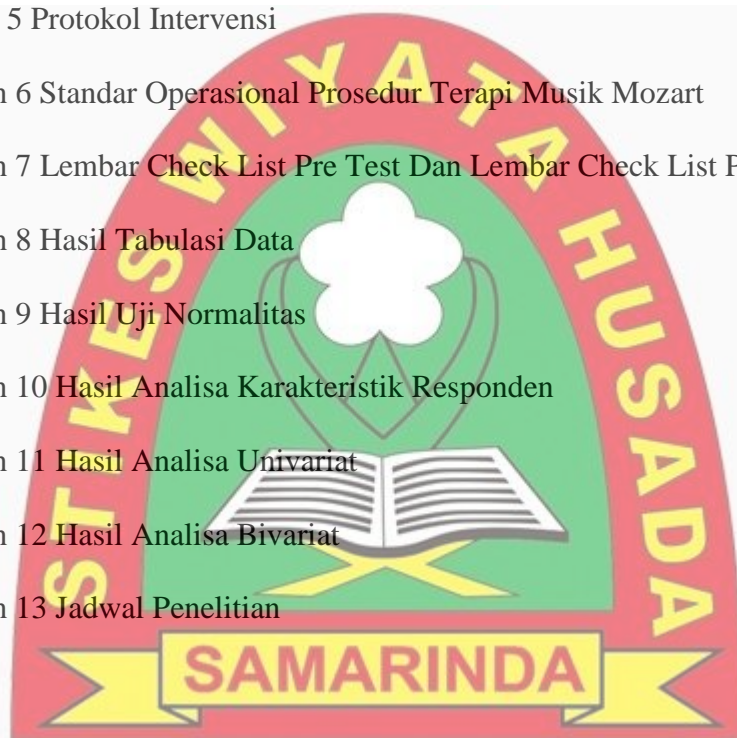 5 Protokol Intervensi
n 6 Standar Operasional Prosedur Terapi Musik Mozart
n 7 Lembar Check List Pre Test Dan Lembar Check List P
n 8 Hasil Tabulasi Data
n 9 Hasil Uji Normalitas
n 10 Hasil Analisa Karakteristik Responden
n 11 Hasil Analisa Univariat
n 12 Hasil Analisa Bivariat
n 13 Jadwal Penelitian
STIKES WIYATA HUSADA
SAMARINDA